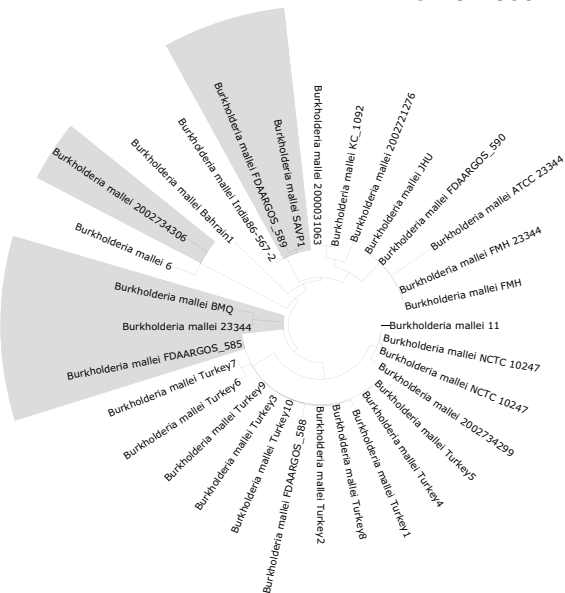 Burkholderia mallei 2000031063
Burkholderia mallei KC_1092
Burkholderia mallei 2002721276
Burkholderia mallei JHU
Burkholderia mallei FDAARGOS_590
Burkholderia mallei ATCC 23344
Burkholderia mallei FMH 23344
Burkholderia mallei FMH
Burkholderia mallei 11
Burkholderia mallei NCTC 10247
Burkholderia mallei NCTC 10247
Burkholderia mallei 2002734299
Burkholderia mallei Turkey5
Burkholderia mallei Turkey4
Burkholderia mallei Turkey1
Burkholderia mallei Turkey8
Burkholderia mallei Turkey2
Burkholderia mallei FDAARGOS_588
Burkholderia mallei Turkey10
Burkholderia mallei Turkey3
Burkholderia mallei Turkey9
Burkholderia mallei Turkey6
Burkholderia mallei Turkey7
Burkholderia mallei FDAARGOS_585
Burkholderia mallei 23344
Burkholderia mallei BMQ
Burkholderia mallei 6
Burkholderia mallei 2002734306
Burkholderia mallei Bahrain1
Burkholderia mallei India86-567-2
Burkholderia mallei FDAARGOS_589
Burkholderia mallei SAVP1